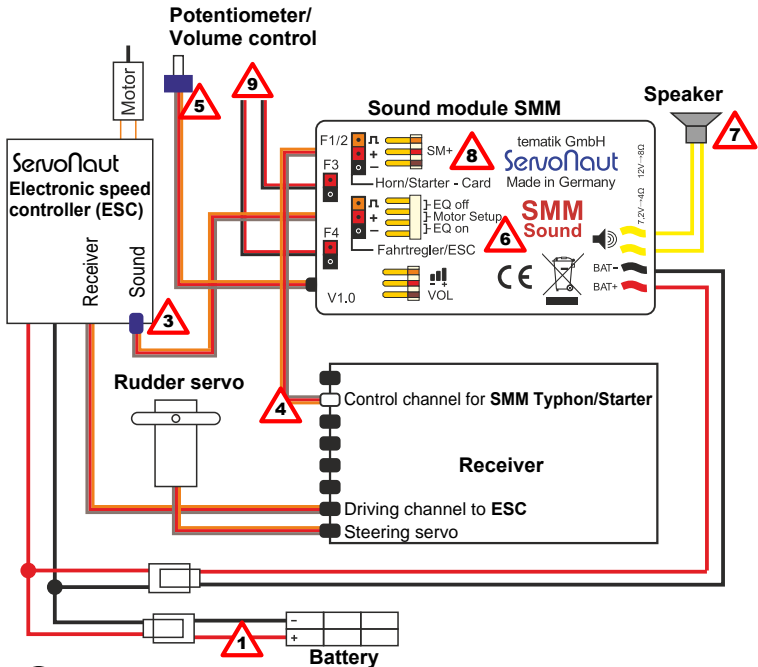 Potentiometer/
Volume control
Motor
5
9
Sound module SMM
Speaker
7
ServoNaut
Electronic speed
controller (ESC)
Receiver
Sound
3
F1/2
+
−
SM+
8
F3
Horn/Starter - Card
tematik GmbH
ServoNaut
Made in Germany
7.2V→4Ω
12V→8Ω
EQ off
Motor Setup
EQ on
+
−
F4
Fahrtregler/ESC
6
SMM
Sound
CE
BAT−
BAT+
V1.0
VOL
Rudder servo
4
Control channel for SMM Typhon/Starter
Receiver
Driving channel to ESC
Steering servo
1
−
+
Battery